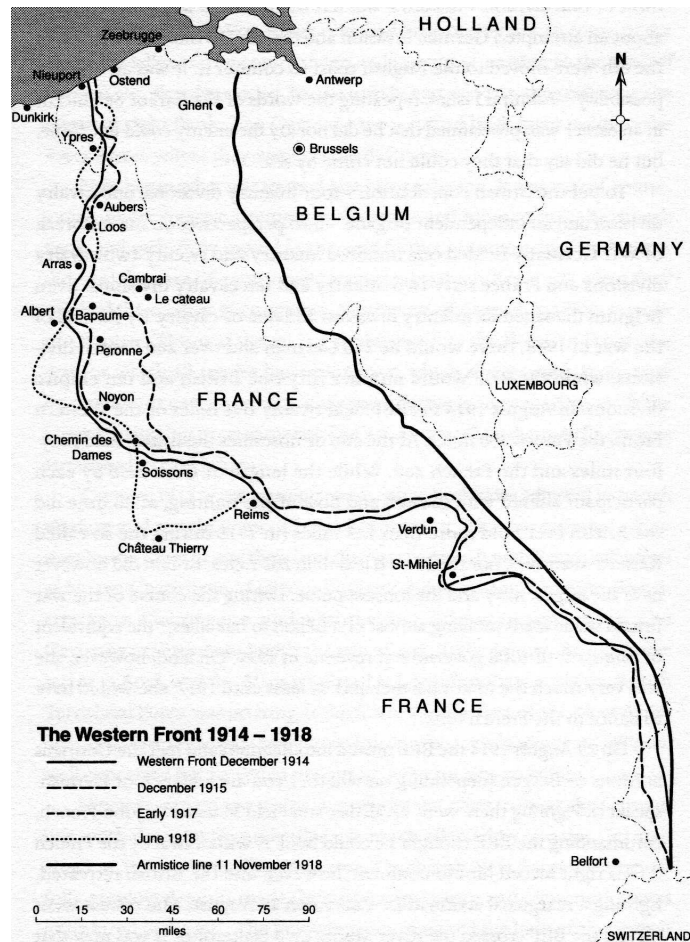 HOLLAND
Zeebrugge
Nieuport
Ostend
Antwerp
N
Dunkirk
Ghent
Ypres
Brussels
Aubers
BELGIUM
Loos
GERMANY
Arras
Cambrai
Le cateau
Albert
Bapaume
Peronne
LUXEMBOURG
Noyon
FRANCE
Chemin des
Dames
Soissons
Reims
Verdun
Château Thierry
St-Mihiel
FRANCE
The Western Front 1914 – 1918
Western Front December 1914
December 1915
Early 1917
June 1918
Armistice line 11 November 1918
Belfort
0 15 30 45 60 75 90
miles
SWITZERLAND